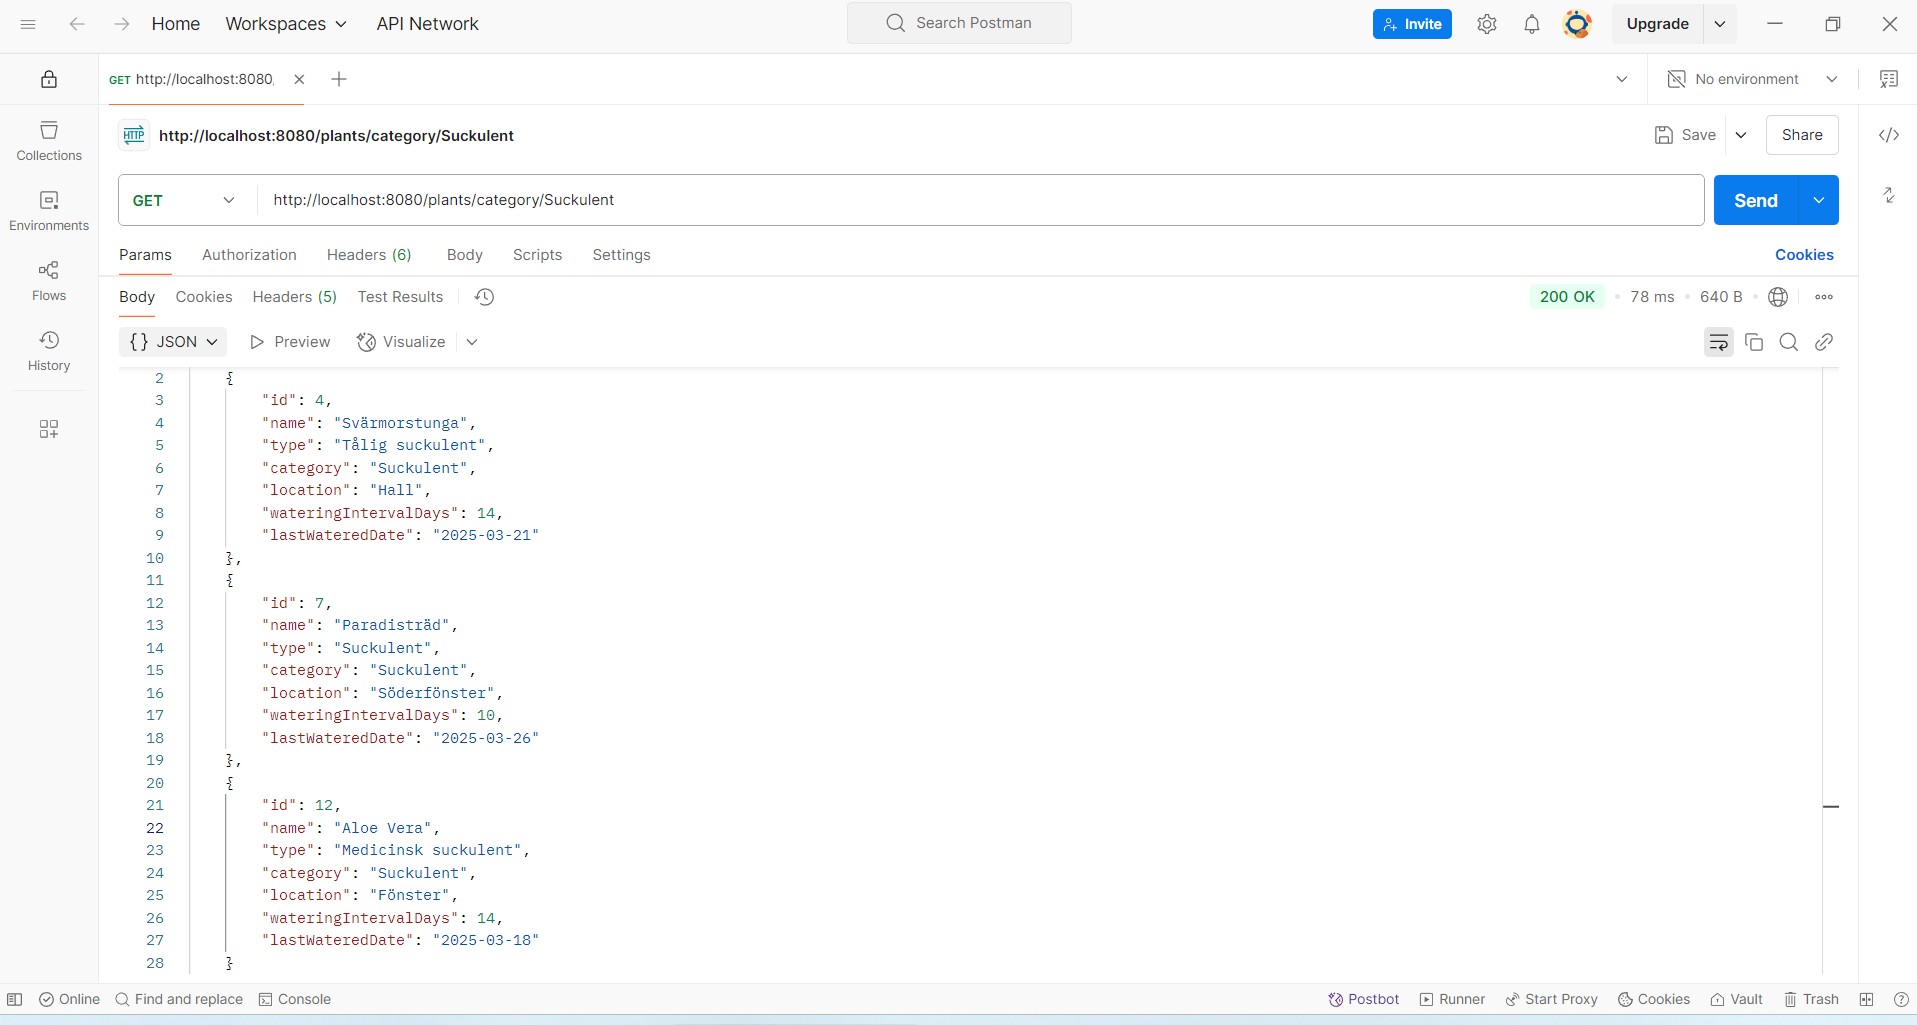 Home Workspaces API Network Search Postman Invite Upgrade
GET http://localhost:8080, No environment
HTTP http://localhost:8080/plants/category/Suckulent Save Share
GET http://localhost:8080/plants/category/Suckulent Send
Params Authorization Headers (6) Body Scripts Settings Cookies
Body Cookies Headers (5) Test Results 200 OK 78 ms 640 B
{} JSON Preview Visualize
Collections
Environments
Flows
History
2 {
3 "id": 4,
4 "name": "Svärmorstunga",
5 "type": "Tålig suckulent",
6 "category": "Suckulent",
7 "location": "Hall",
8 "wateringIntervalDays": 14,
9 "lastWateredDate": "2025-03-21"
10 },
11 {
12 "id": 7,
13 "name": "Paradisträd",
14 "type": "Suckulent",
15 "category": "Suckulent",
16 "location": "Söderfönster",
17 "wateringIntervalDays": 10,
18 "lastWateredDate": "2025-03-26"
19 },
20 {
21 "id": 12,
22 "name": "Aloe Vera",
23 "type": "Medicinsk suckulent",
24 "category": "Suckulent",
25 "location": "Fönster",
26 "wateringIntervalDays": 14,
27 "lastWateredDate": "2025-03-18"
28 }
Online Find and replace Console Postbot Runner Start Proxy Cookies Vault Trash